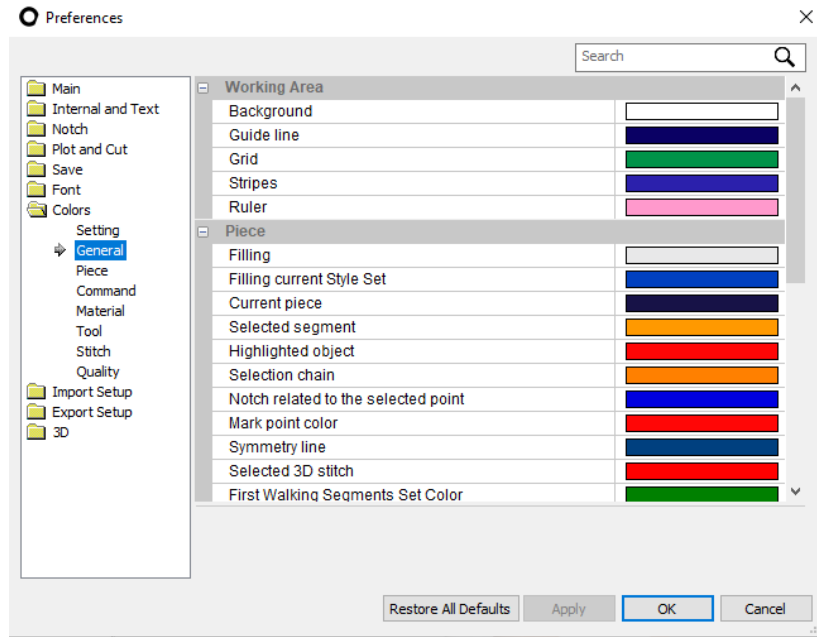 Preferences
Search
Main
Internal and Text
Notch
Plot and Cut
Save
Font
Colors
Setting
General
Piece
Command
Material
Tool
Stitch
Quality
Import Setup
Export Setup
3D
Working Area
Background
Guide line
Grid
Stripes
Ruler
Piece
Filling
Filling current Style Set
Current piece
Selected segment
Highlighted object
Selection chain
Notch related to the selected point
Mark point color
Symmetry line
Selected 3D stitch
First Walking Segments Set Color
Restore All Defaults
Apply
OK
Cancel